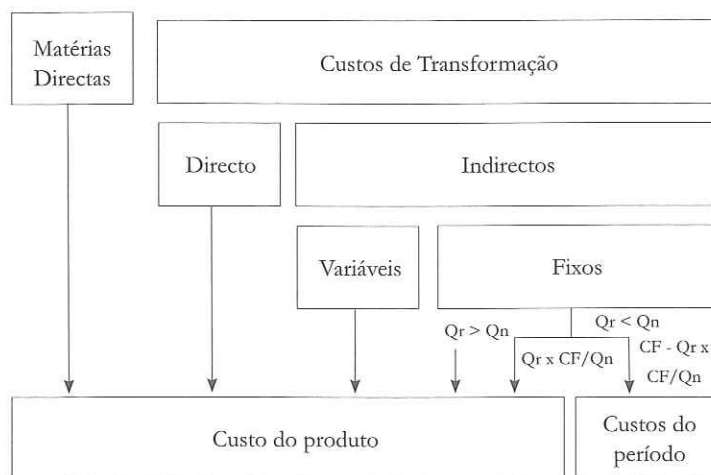 Matérias
Directas
Custos de Transformação
Directo
Indirectos
Variáveis
Fixos
Qr > Qn
Qr < Qn
Qr x CF/Qn
CF - Qr x
CF/Qn
Custo do produto
Custos do
período